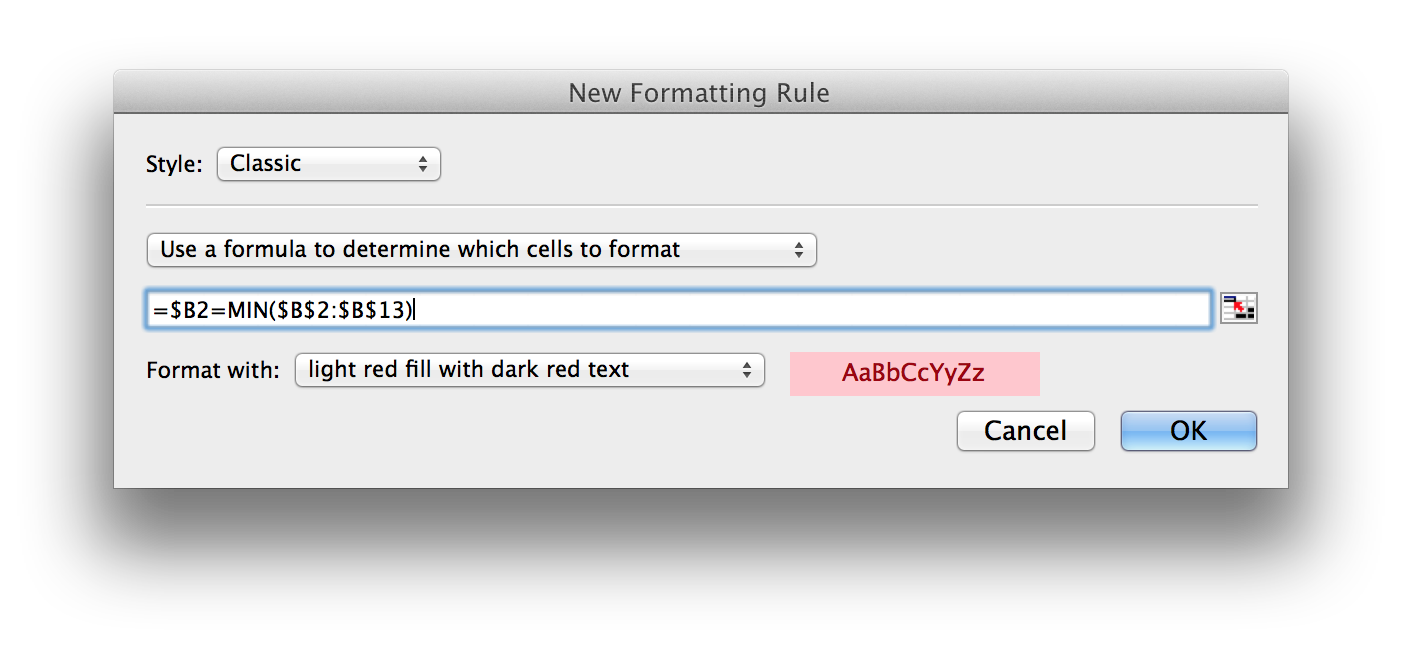 New Formatting Rule
Style: Classic
Use a formula to determine which cells to format
=$B2=MIN($B$2:$B$13)
Format with: light red fill with dark red text AaBbCcYyZz
Cancel OK